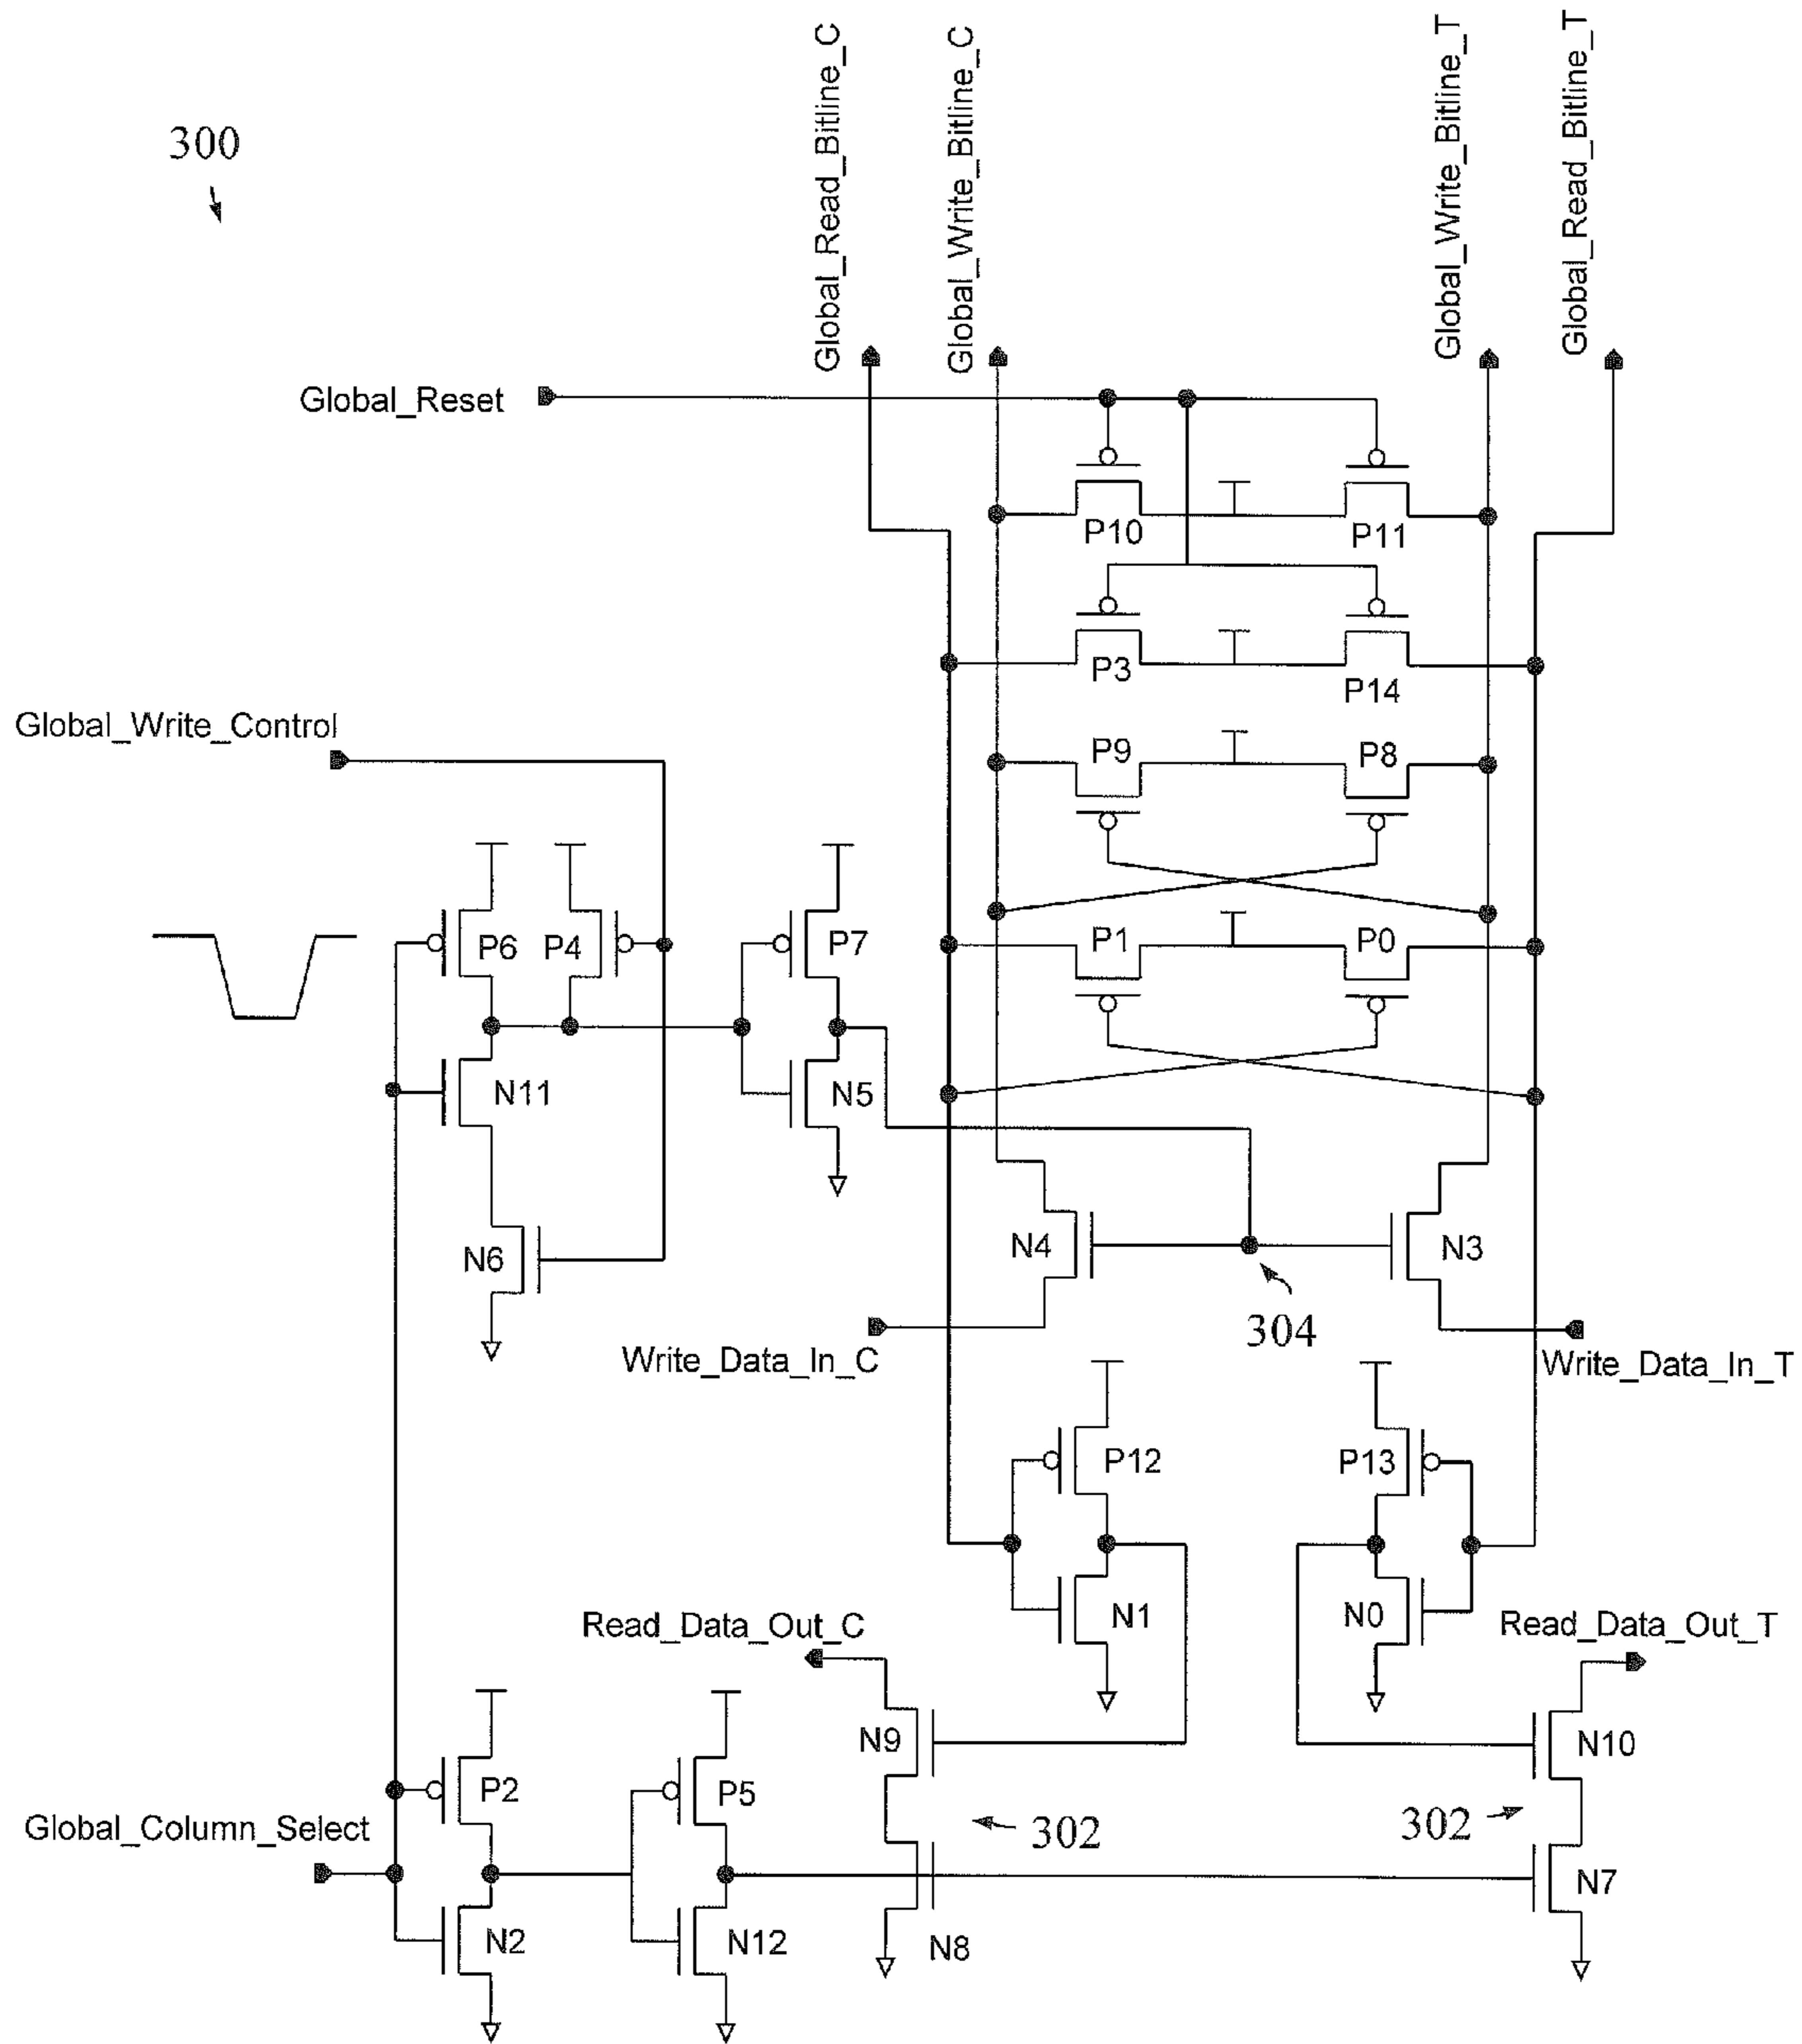 Global_Read_Bitline_C
Global_Write_Bitline_C
Global_Write_Bitline_T
Global_Read_Bitline_T
300
Global_Reset
P10
P11
P3
P14
Global_Write_Control
P9
P8
P6
P4
P7
P1
P0
N11
N5
N6
N4
N3
304
Write_Data_In_C
Write_Data_In_T
P12
P13
N1
N0
Read_Data_Out_C
Read_Data_Out_T
N9
N10
P2
P5
Global_Column_Select
302
302
N7
N2
N12
N8